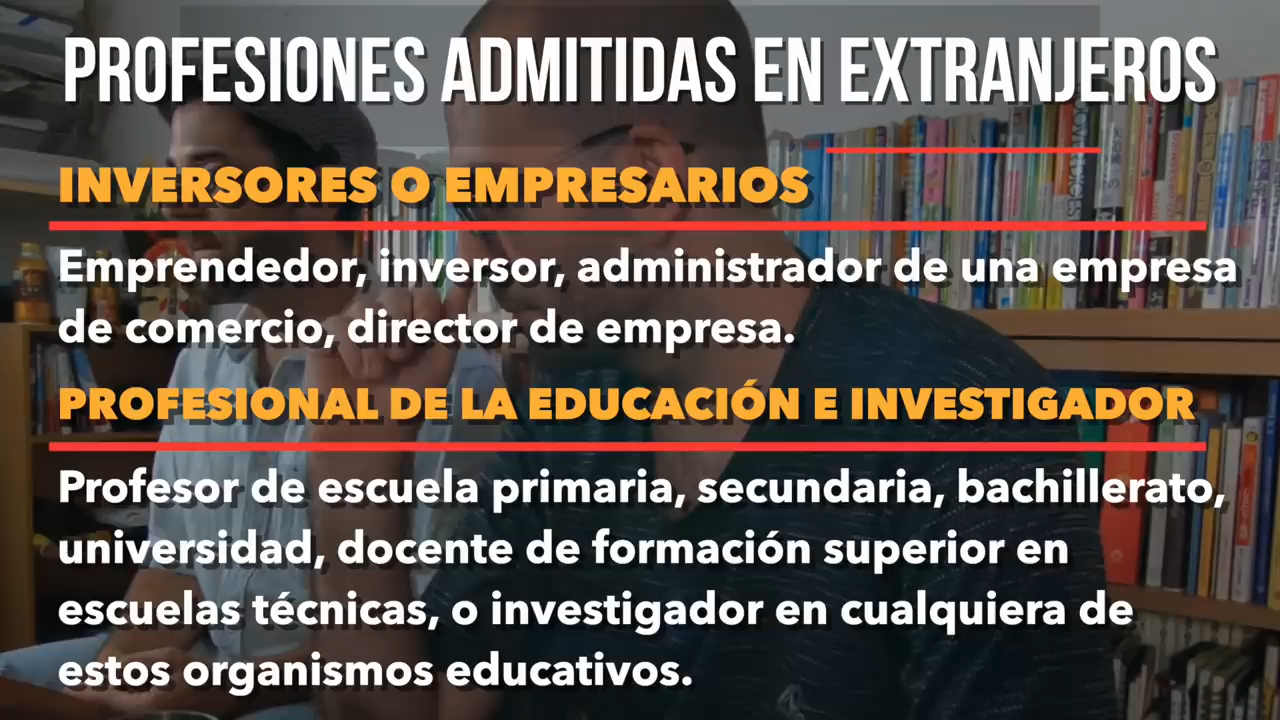 PROFESIONES ADMITIDAS EN EXTRANJEROS
INVERSORES O EMPRESARIOS
Emprendedor, inversor, administrador de una empresa
de comercio, director de empresa.
PROFESIONAL DE LA EDUCACIÓN E INVESTIGADOR
Profesor de escuela primaria, secundaria, bachillerato,
universidad, docente de formación superior en
escuelas técnicas, o investigador en cualquiera de
estos organismos educativos.